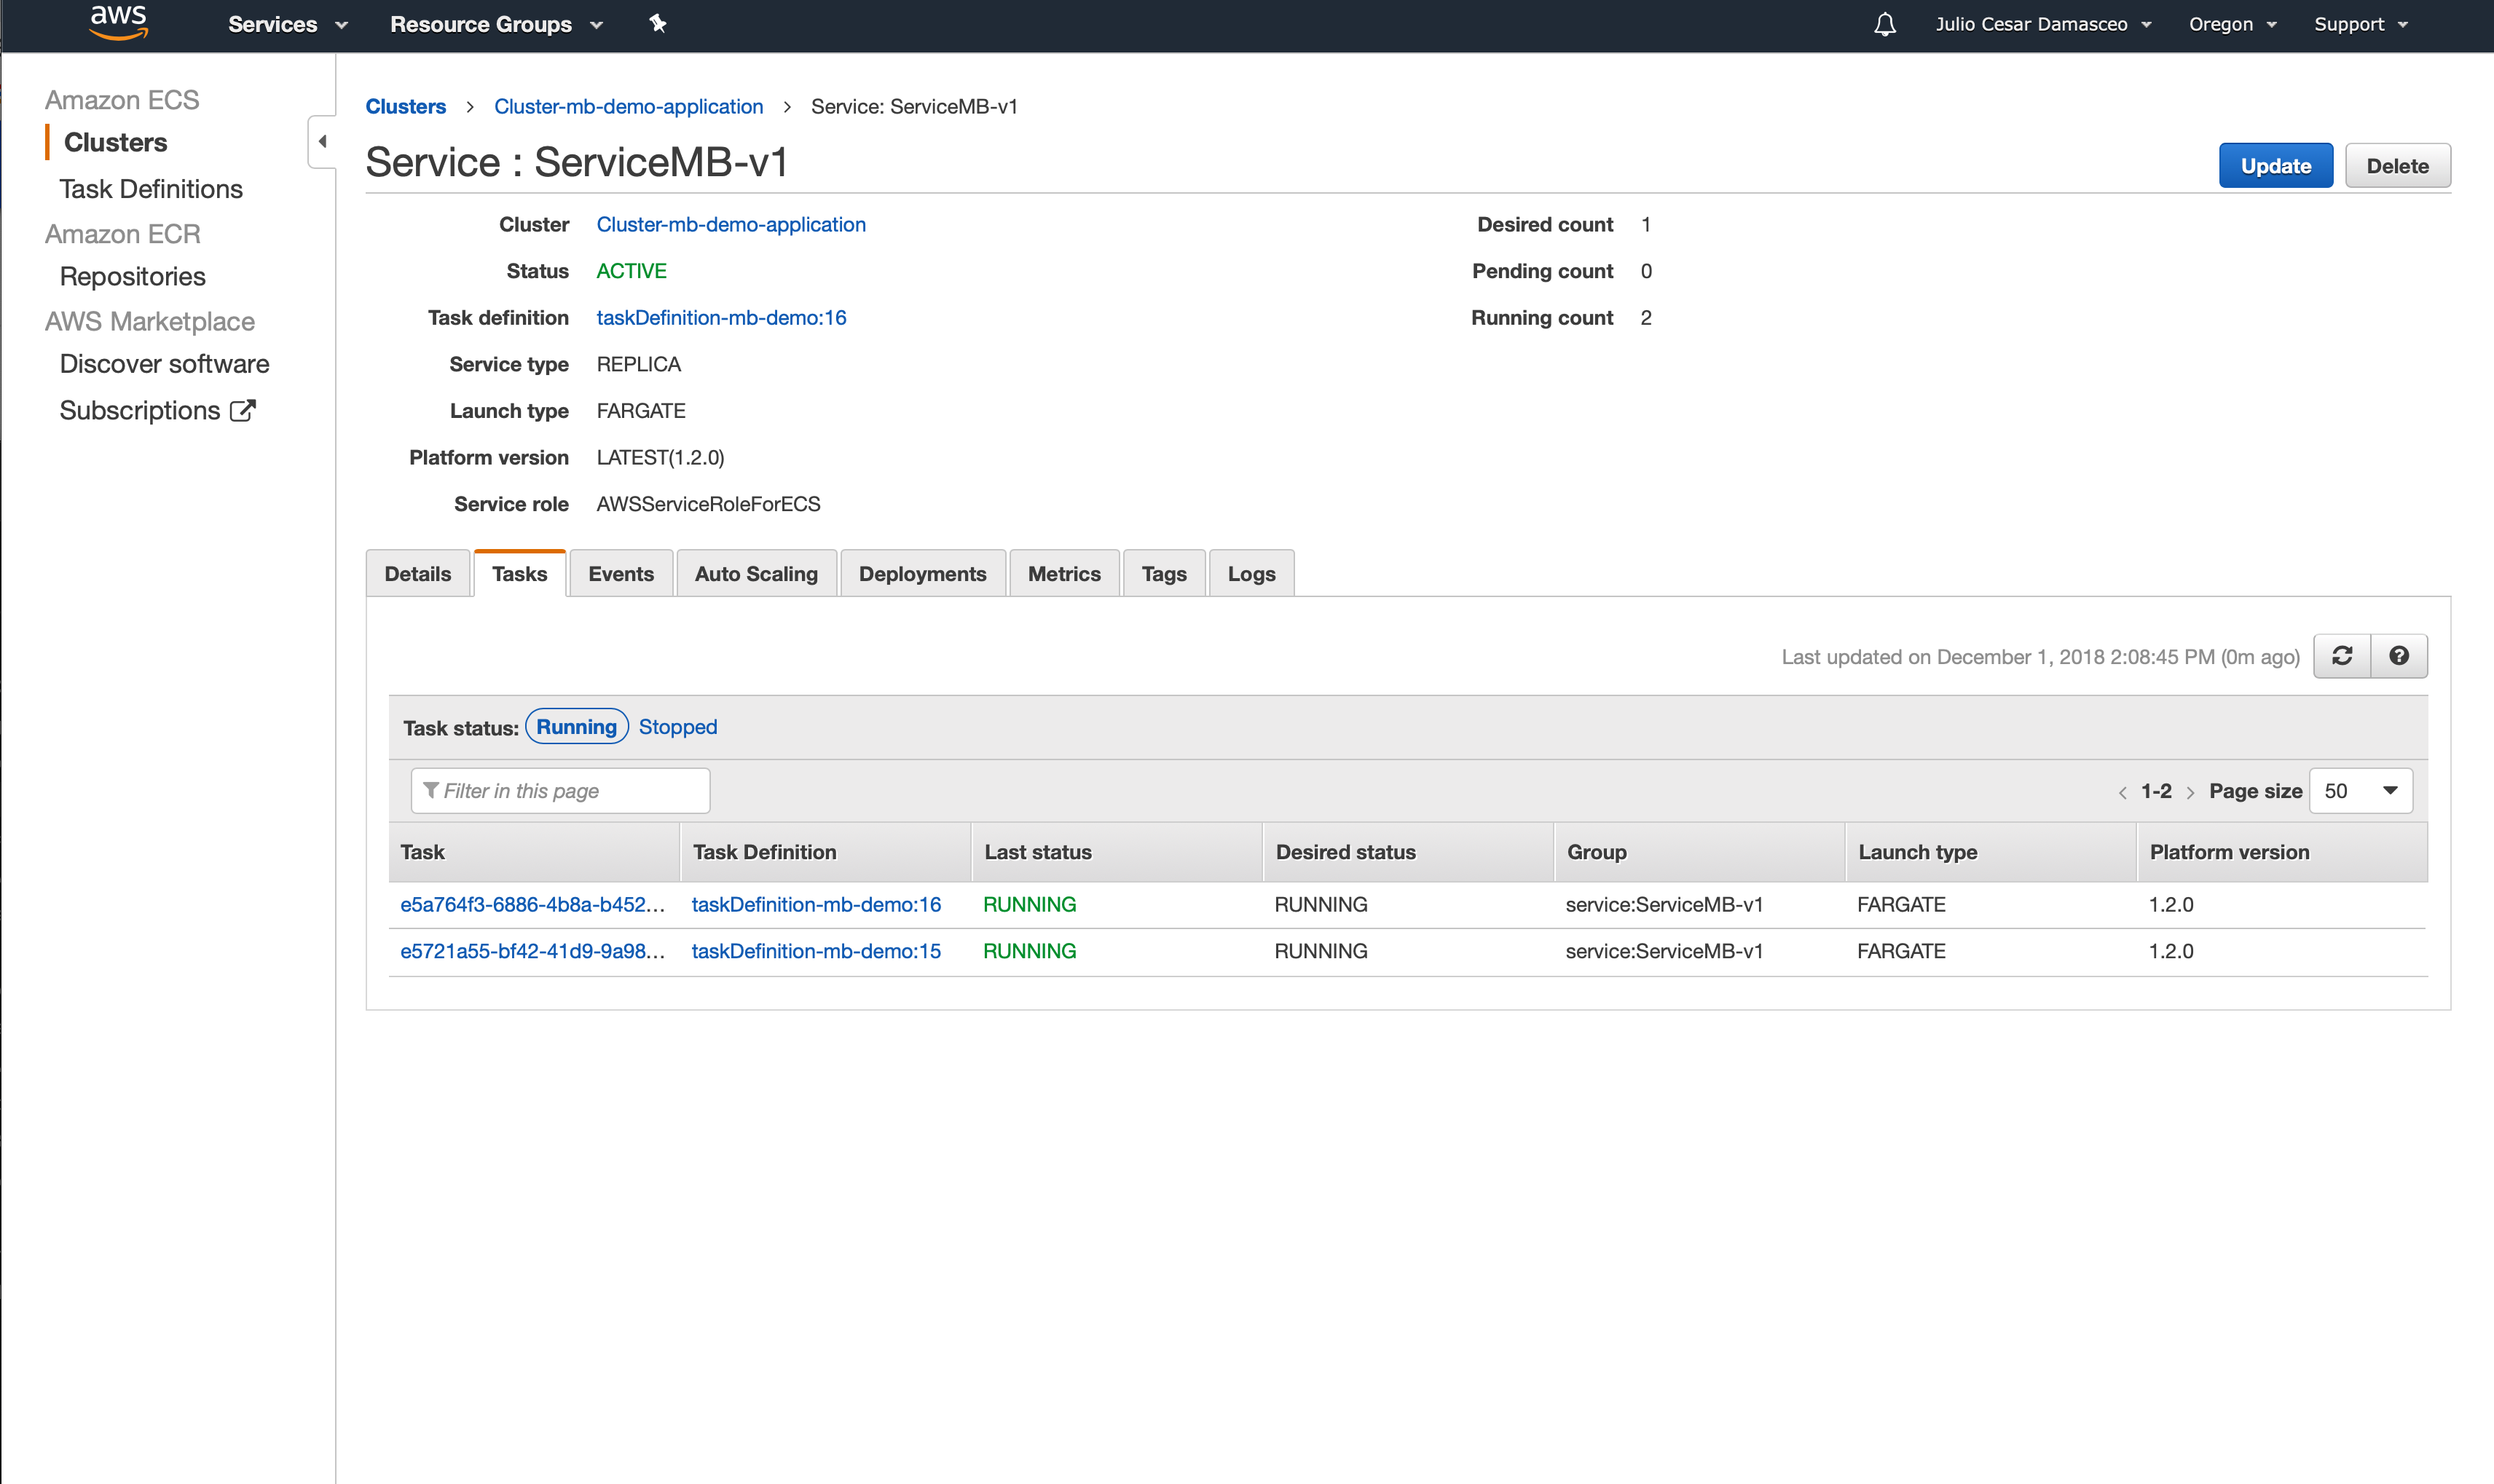 aws Services Resource Groups Julio Cesar Damasceo Oregon Support
Amazon ECS
Clusters
Task Definitions
Amazon ECR
Repositories
AWS Marketplace
Discover software
Subscriptions
Clusters > Cluster-mb-demo-application > Service: ServiceMB-v1
Service : ServiceMB-v1
Update Delete
Cluster Cluster-mb-demo-application Desired count 1
Status ACTIVE Pending count 0
Task definition taskDefinition-mb-demo:16 Running count 2
Service type REPLICA
Launch type FARGATE
Platform version LATEST(1.2.0)
Service role AWSServiceRoleForECS
Details Tasks Events Auto Scaling Deployments Metrics Tags Logs
Last updated on December 1, 2018 2:08:45 PM (0m ago)
Task status: Running Stopped
Filter in this page < 1-2 > Page size 50
Task Task Definition Last status Desired status Group Launch type Platform version
e5a764f3-6886-4b8a-b452... taskDefinition-mb-demo:16 RUNNING RUNNING service:ServiceMB-v1 FARGATE 1.2.0
e5721a55-bf42-41d9-9a98... taskDefinition-mb-demo:15 RUNNING RUNNING service:ServiceMB-v1 FARGATE 1.2.0